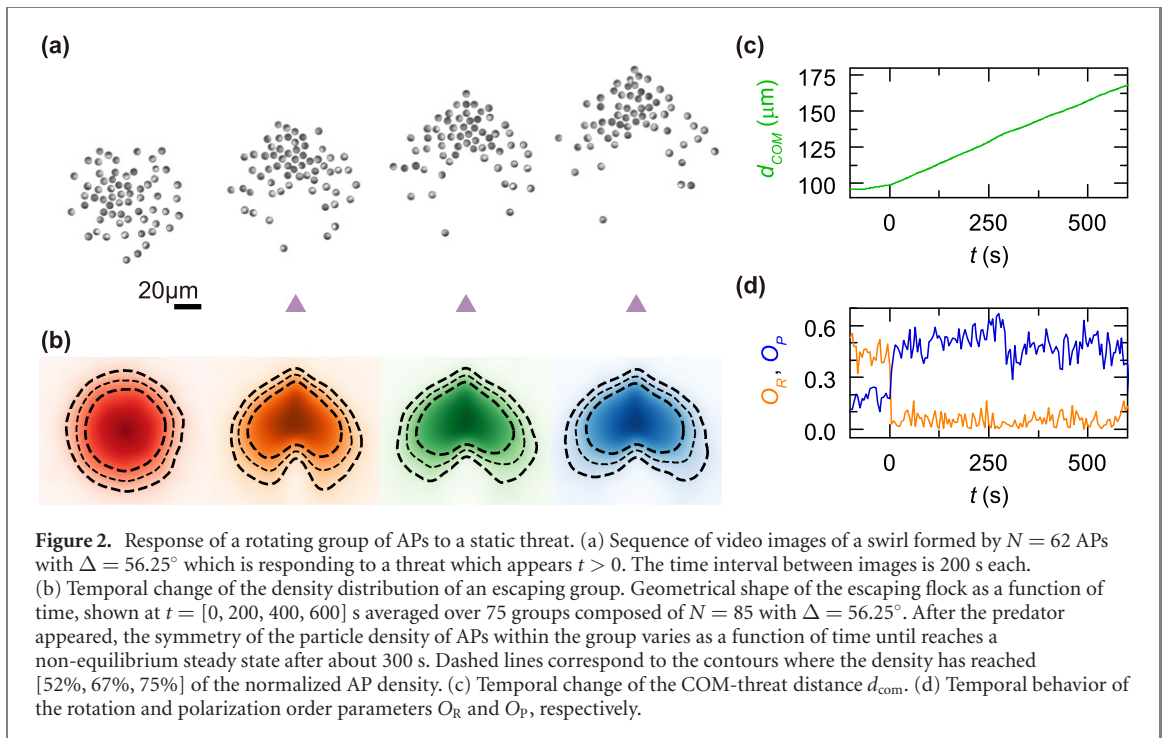 (a)
20μm
(b)
(c)
175
150
125
100
d_COM (μm)
0 250 500
t (s)
(d)
0.6
0.3
0.0
O_R, O_P
0 250 500
t (s)
Figure 2. Response of a rotating group of APs to a static threat. (a) Sequence of video images of a swirl formed by N = 62 APs
with Δ = 56.25° which is responding to a threat which appears t > 0. The time interval between images is 200 s each.
(b) Temporal change of the density distribution of an escaping group. Geometrical shape of the escaping flock as a function of
time, shown at t = [0, 200, 400, 600] s averaged over 75 groups composed of N = 85 with Δ = 56.25°. After the predator
appeared, the symmetry of the particle density of APs within the group varies as a function of time until reaches a
non-equilibrium steady state after about 300 s. Dashed lines correspond to the contours where the density has reached
[52%, 67%, 75%] of the normalized AP density. (c) Temporal change of the COM-threat distance d_com. (d) Temporal behavior of
the rotation and polarization order parameters O_R and O_P, respectively.